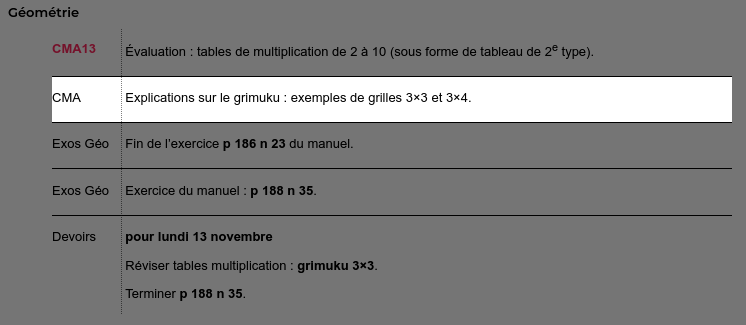 Géométrie
CMA13 Évaluation : tables de multiplication de 2 à 10 (sous forme de tableau de 2e type).
CMA Explications sur le grimuku : exemples de grilles 3×3 et 3×4.
Exos Géo Fin de l'exercice p 186 n 23 du manuel.
Exos Géo Exercice du manuel : p 188 n 35.
Devoirs pour lundi 13 novembre
Réviser tables multiplication : grimuku 3×3.
Terminer p 188 n 35.